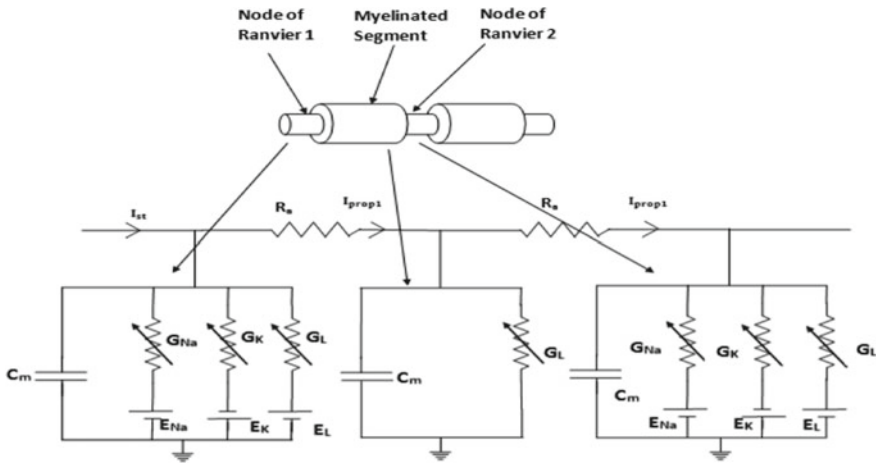 Node of
Ranvier 1
Myelinated
Segment
Node of
Ranvier 2
Ist
Ra
Iprop1
Ra
Iprop1
GNa
GK
GL
Cm
ENa
EK
EL
Cm
GL
GNa
GK
GL
Cm
ENa
EK
EL